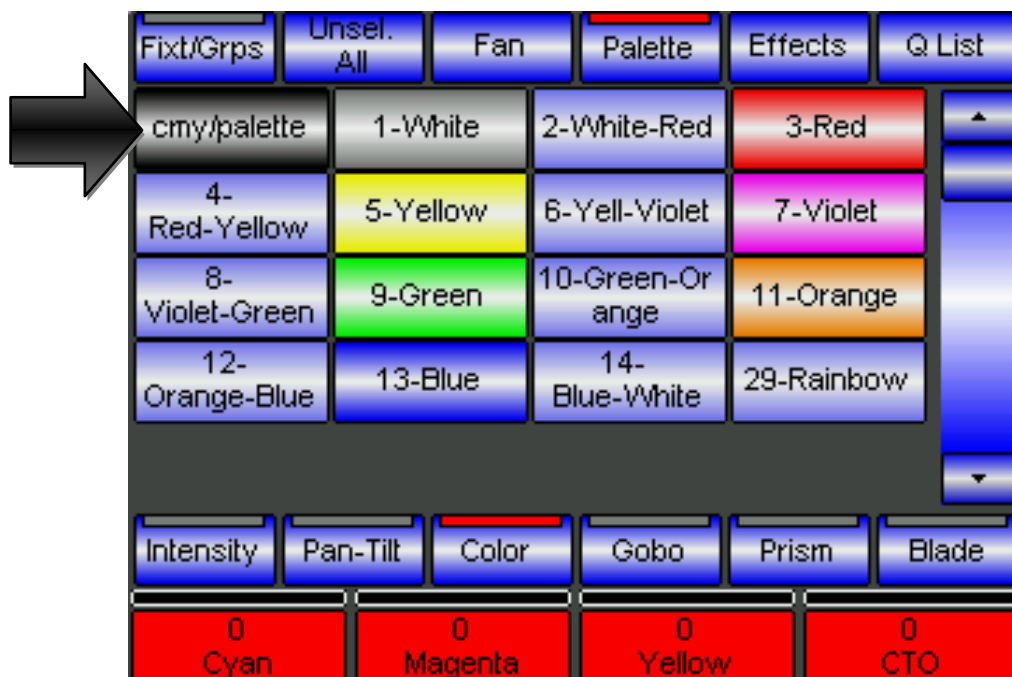 Fixt/Grps
Unsel.
All
Fan
Palette
Effects
Q List
cmy/palette
1-White
2-White-Red
3-Red
4-
Red-Yellow
5-Yellow
6-Yell-Violet
7-Violet
8-
Violet-Green
9-Green
10-Green-Or
ange
11-Orange
12-
Orange-Blue
13-Blue
14-
Blue-White
29-Rainbow
Intensity
Pan-Tilt
Color
Gobo
Prism
Blade
0
Cyan
0
Magenta
0
Yellow
0
CTO